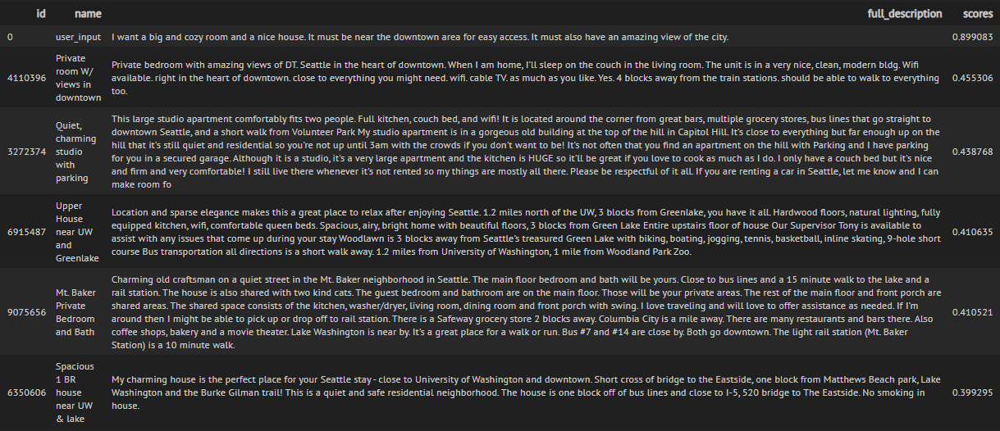 id name full_description scores
0 user_input I want a big and cozy room and a nice house. It must be near the downtown area for easy access. It must also have an amazing view of the city. 0.899083
Private
room W/
views in
downtown
4110396
Private bedroom with amazing views of DT. Seattle in the heart of downtown. When I am home, I'll sleep on the couch in the living room. The unit is in a very nice, clean, modern bldg. Wifi
available. right in the heart of downtown. close to everything you might need. wifi. cable TV. as much as you like. Yes. 4 blocks away from the train stations. should be able to walk to everything
too.
0.455306
3272374
Quiet,
charming
studio
with
parking
This large studio apartment comfortably fits two people. Full kitchen, couch bed, and wifi! It is located around the corner from great bars, multiple grocery stores, bus lines that go straight to
downtown Seattle, and a short walk from Volunteer Park My studio apartment is in a gorgeous old building at the top of the hill in Capitol Hill. It's close to everything but far enough up on the
hill that it's still quiet and residential so you're not up until 3am with the crowds if you don't want to be! It's not often that you find an apartment on the hill with Parking and I have parking
for you in a secured garage. Although it is a studio, it's a very large apartment and the kitchen is HUGE so it'll be great if you love to cook as much as I do. I only have a couch bed but it's nice
and firm and very comfortable! I still live there whenever it's not rented so my things are mostly all there. Please be respectful of it all. If you are renting a car in Seattle, let me know and I can
make room fo
0.438768
6915487
Upper
House
near UW
and
Greenlake
Location and sparse elegance makes this a great place to relax after enjoying Seattle. 1.2 miles north of the UW, 3 blocks from Greenlake, you have it all. Hardwood floors, natural lighting, fully
equipped kitchen, wifi, comfortable queen beds. Spacious, airy, bright home with beautiful floors, 3 blocks from Green Lake Entire upstairs floor of house Our Supervisor Tony is available to
assist with any issues that come up during your stay Woodlawn is 3 blocks away from Seattle's treasured Green Lake with biking, boating, jogging, tennis, basketball, inline skating, 9-hole short
course Bus transportation all directions is a short walk away. 1.2 miles from University of Washington, 1 mile from Woodland Park Zoo.
0.410635
9075656
Mt. Baker
Private
Bedroom
and Bath
Charming old craftsman on a quiet street in the Mt. Baker neighborhood in Seattle. The main floor bedroom and bath will be yours. Close to bus lines and a 15 minute walk to the lake and a
rail station. The house is also shared with two kind cats. The guest bedroom and bathroom are on the main floor. Those will be your private areas. The rest of the main floor and front porch are
shared areas. The shared space consists of the kitchen, washer/dryer, living room, dining room and front porch with swing. I love traveling and will love to offer assistance as needed. If I'm
around then I might be able to pick up or drop off to rail station. There is a Safeway grocery store 2 blocks away. Columbia City is a mile away. There are many restaurants and bars there. Also
coffee shops, bakery and a movie theater. Lake Washington is near by. It's a great place for a walk or run. Bus #7 and #14 are close by. Both go downtown. The light rail station (Mt. Baker
Station) is a 10 minute walk.
0.410521
6350606
Spacious
1 BR
house
near UW
& lake
My charming house is the perfect place for your Seattle stay - close to University of Washington and downtown. Short cross of bridge to the Eastside, one block from Matthews Beach park, Lake
Washington and the Burke Gilman trail! This is a quiet and safe residential neighborhood. The house is one block off of bus lines and close to I-5, 520 bridge to The Eastside. No smoking in
house.
0.399295